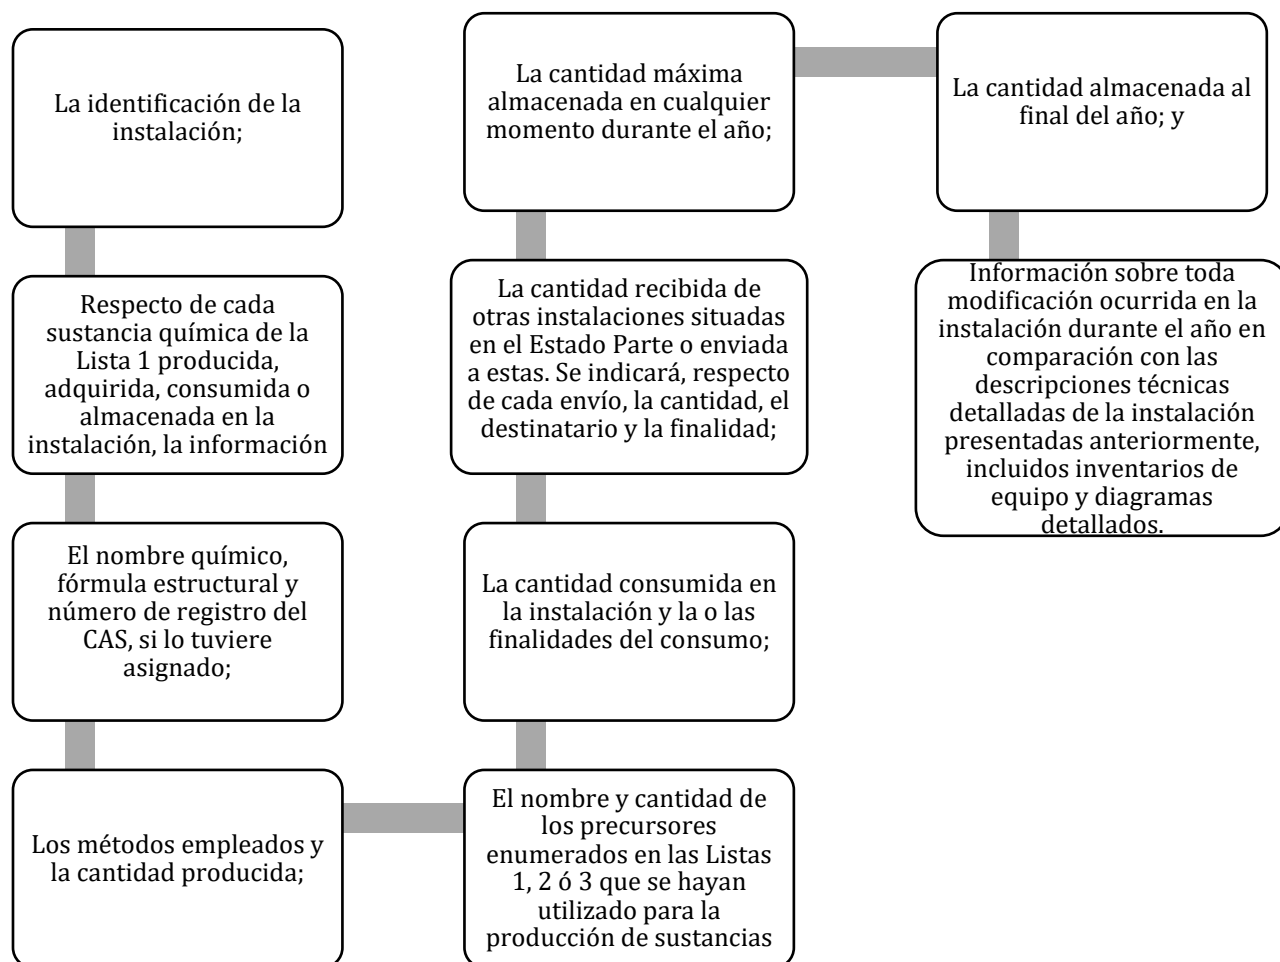 La identificación de la
instalación;
Respecto de cada
sustancia química de la
Lista 1 producida,
adquirida, consumida o
almacenada en la
instalación, la información
El nombre químico,
fórmula estructural y
número de registro del
CAS, si lo tuviere
asignado;
Los métodos empleados y
la cantidad producida;
El nombre y cantidad de
los precursores
enumerados en las Listas
1, 2 ó 3 que se hayan
utilizado para la
producción de sustancias
La cantidad consumida en
la instalación y la o las
finalidades del consumo;
La cantidad recibida de
otras instalaciones situadas
en el Estado Parte o enviada
a estas. Se indicará, respecto
de cada envío, la cantidad, el
destinatario y la finalidad;
La cantidad máxima
almacenada en cualquier
momento durante el año;
La cantidad almacenada al
final del año; y
Información sobre toda
modificación ocurrida en la
instalación durante el año en
comparación con las
descripciones técnicas
detalladas de la instalación
presentadas anteriormente,
incluidos inventarios de
equipo y diagramas
detallados.